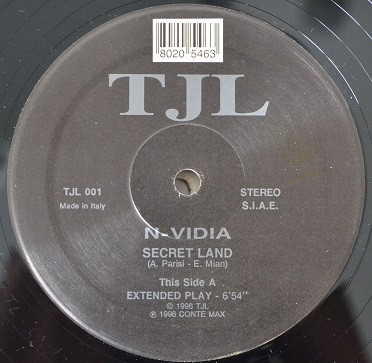 8020 5463
TJL
TJL 001
STEREO
Made in Italy
S.I.A.E.
N-VIDIA
SECRET LAND
(A. Parisi - E. Mian)
This Side A
EXTENDED PLAY - 6'54''
© 1996 TJL
℗ 1996 CONTE MAX